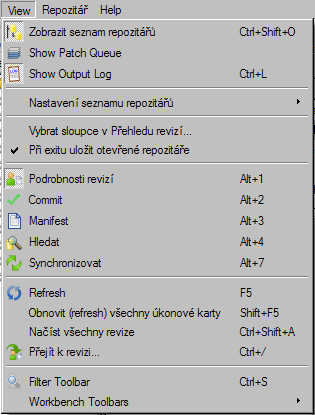 View Repozitář Help
Zobrazit seznam repozitářů Ctrl+Shift+O
Show Patch Queue
Show Output Log Ctrl+L
Nastavení seznamu repozitářů
Vybrat sloupce v Přehledu revizí...
Při exitu uložit otevřené repozitáře
Podrobnosti revizí Alt+1
Commit Alt+2
Manifest Alt+3
Hledat Alt+4
Synchronizovat Alt+7
Refresh F5
Obnovit (refresh) všechny úkonové karty Shift+F5
Načíst všechny revize Ctrl+Shift+A
Přejít k revizi... Ctrl+/
Filter Toolbar Ctrl+S
Workbench Toolbars